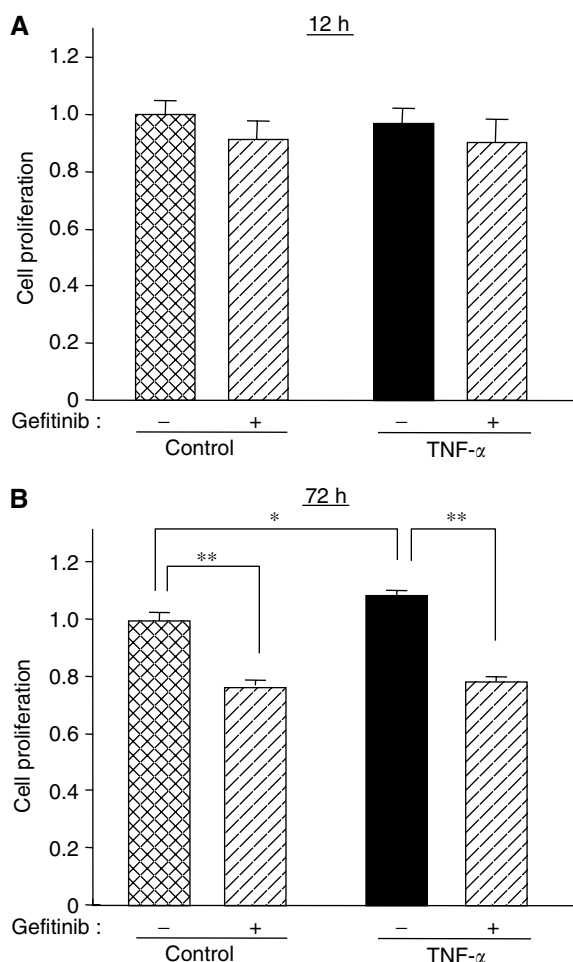 A
12 h
1.2
1.0
0.8
0.6
0.4
0.2
0
Cell proliferation
Gefitinib : – + – +
Control TNF-α
B
72 h
* **
**
1.2
1.0
0.8
0.6
0.4
0.2
0
Cell proliferation
Gefitinib : – + – +
Control TNF-α